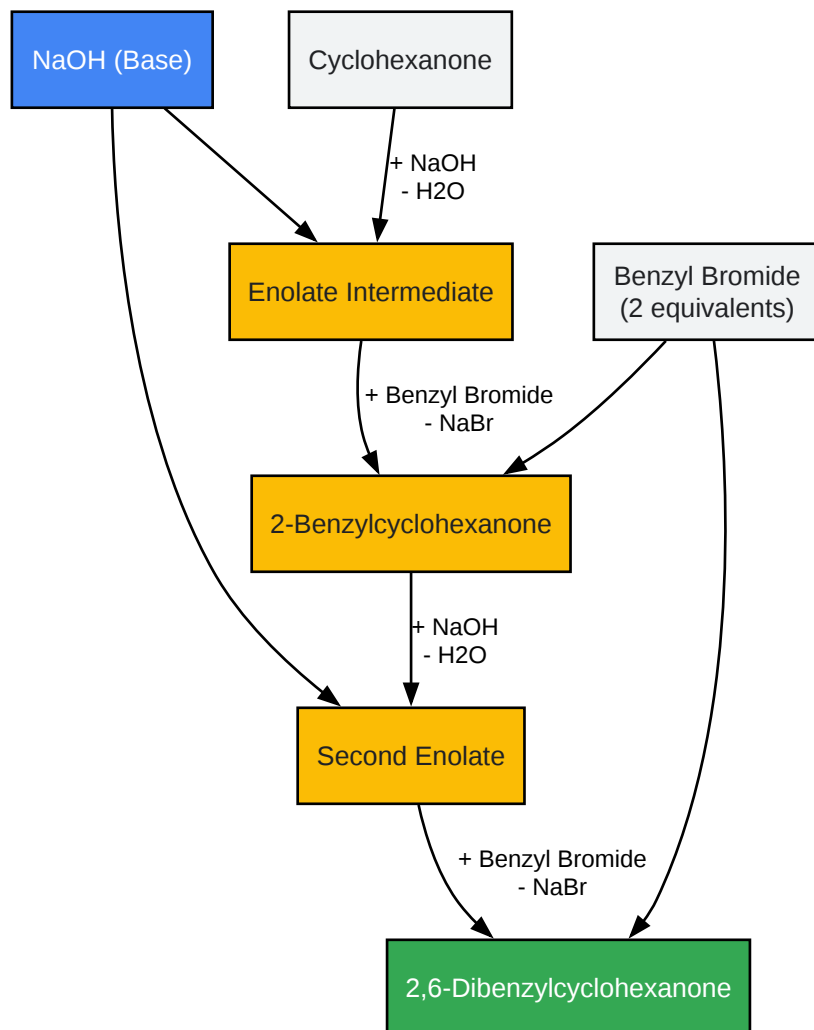 NaOH (Base)
Cyclohexanone
+ NaOH
- H2O
Enolate Intermediate
Benzyl Bromide
(2 equivalents)
+ Benzyl Bromide
- NaBr
2-Benzylcyclohexanone
+ NaOH
- H2O
Second Enolate
+ Benzyl Bromide
- NaBr
2,6-Dibenzylcyclohexanone